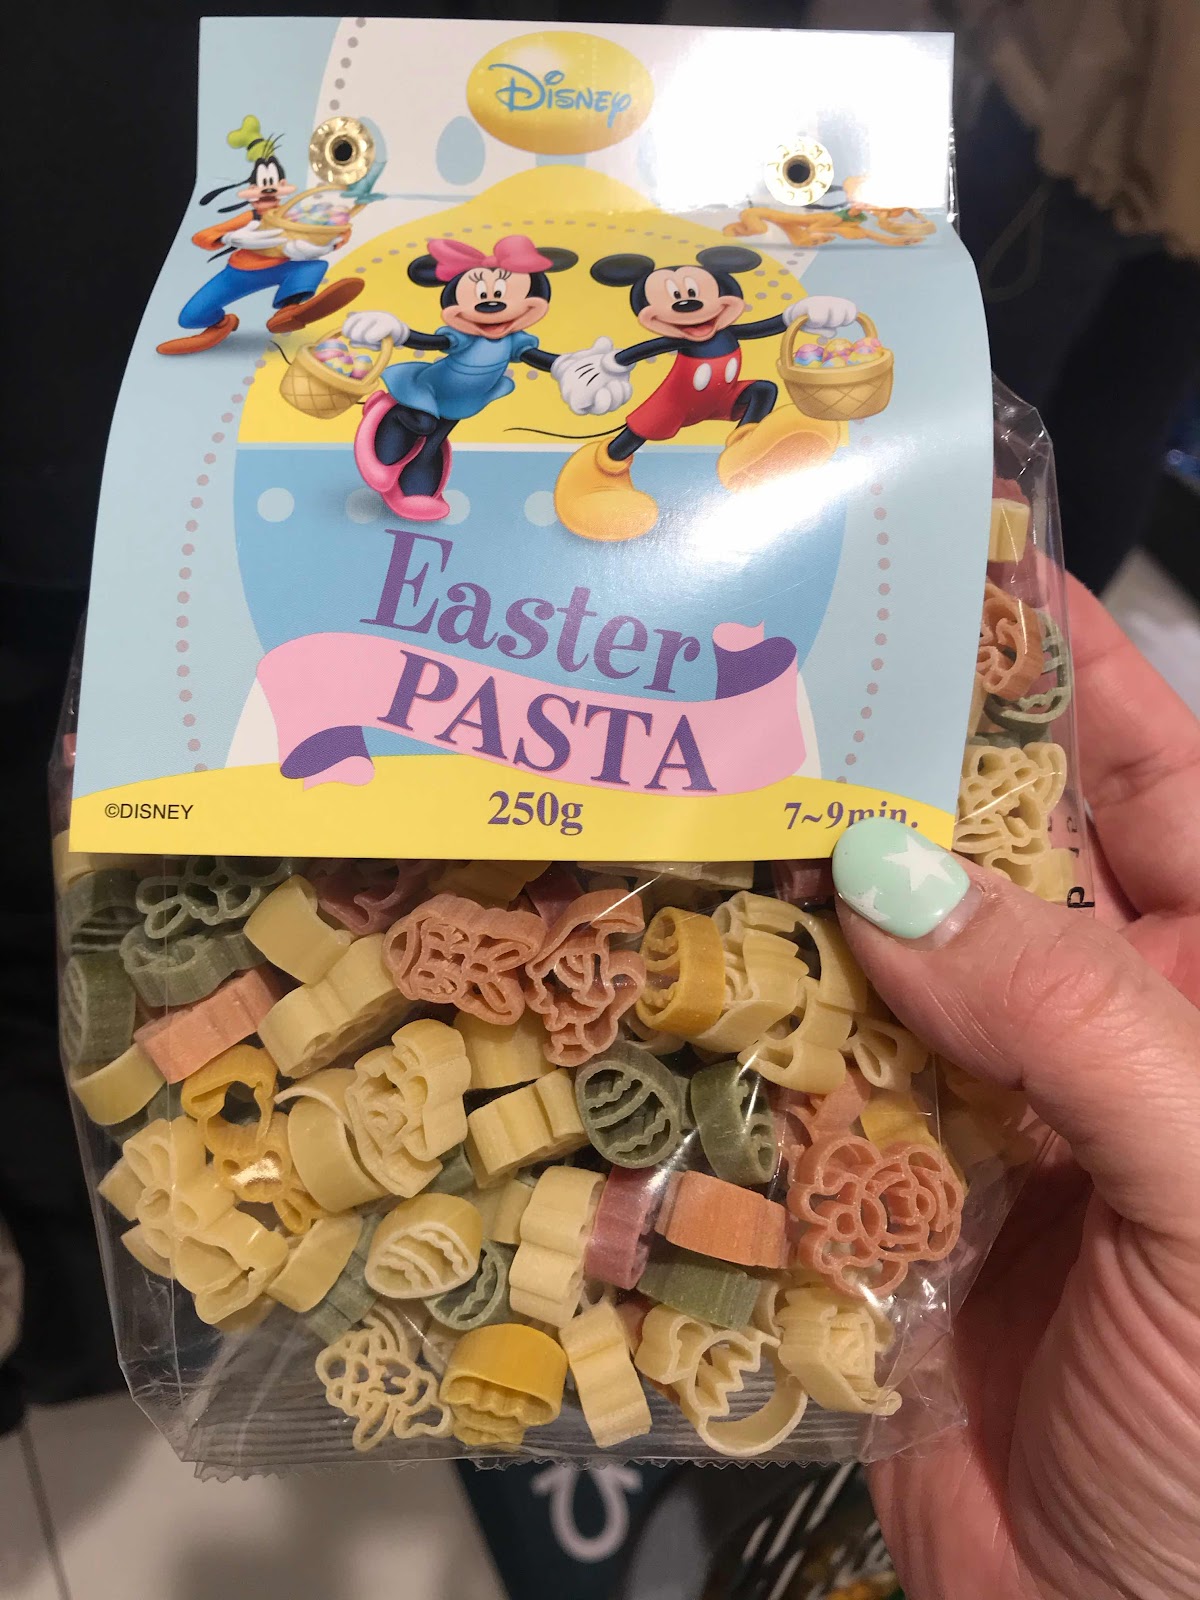 Disney
Easter
PASTA
©DISNEY
250g
7~9min.